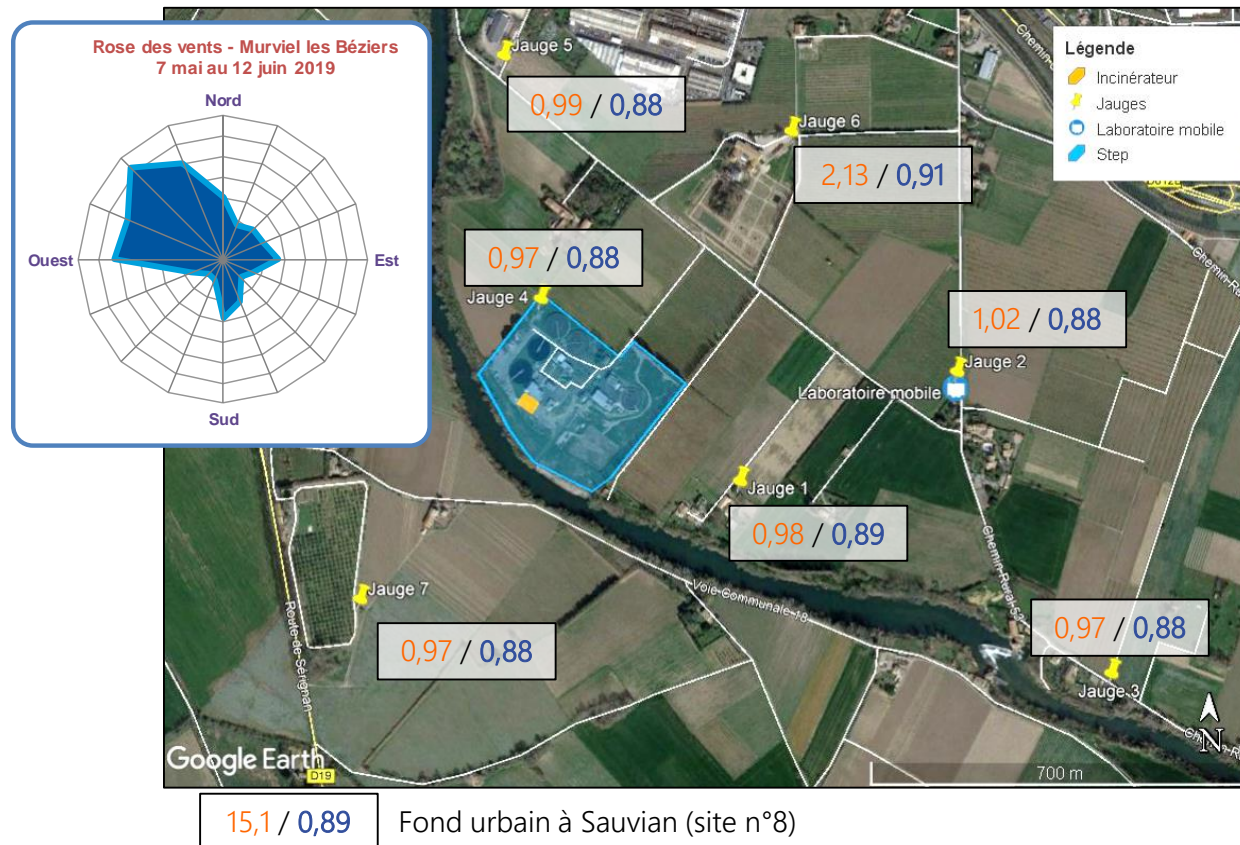 Rose des vents - Murviel les Béziers
7 mai au 12 juin 2019
Nord
Ouest
Est
Sud
Jauge 5
0,99 / 0,88
Jauge 6
2,13 / 0,91
Légende
Incinérateur
Jauges
Laboratoire mobile
Step
0,97 / 0,88
Jauge 4
1,02 / 0,88
Jauge 2
Laboratoire mobile
Jauge 1
0,98 / 0,89
Jauge 7
0,97 / 0,88
Route de Sérignan
Voie Communale 18
Chemin Rural 52
0,97 / 0,88
Jauge 3
N
Google Earth
D19
700 m
15,1 / 0,89
Fond urbain à Sauvian (site n°8)